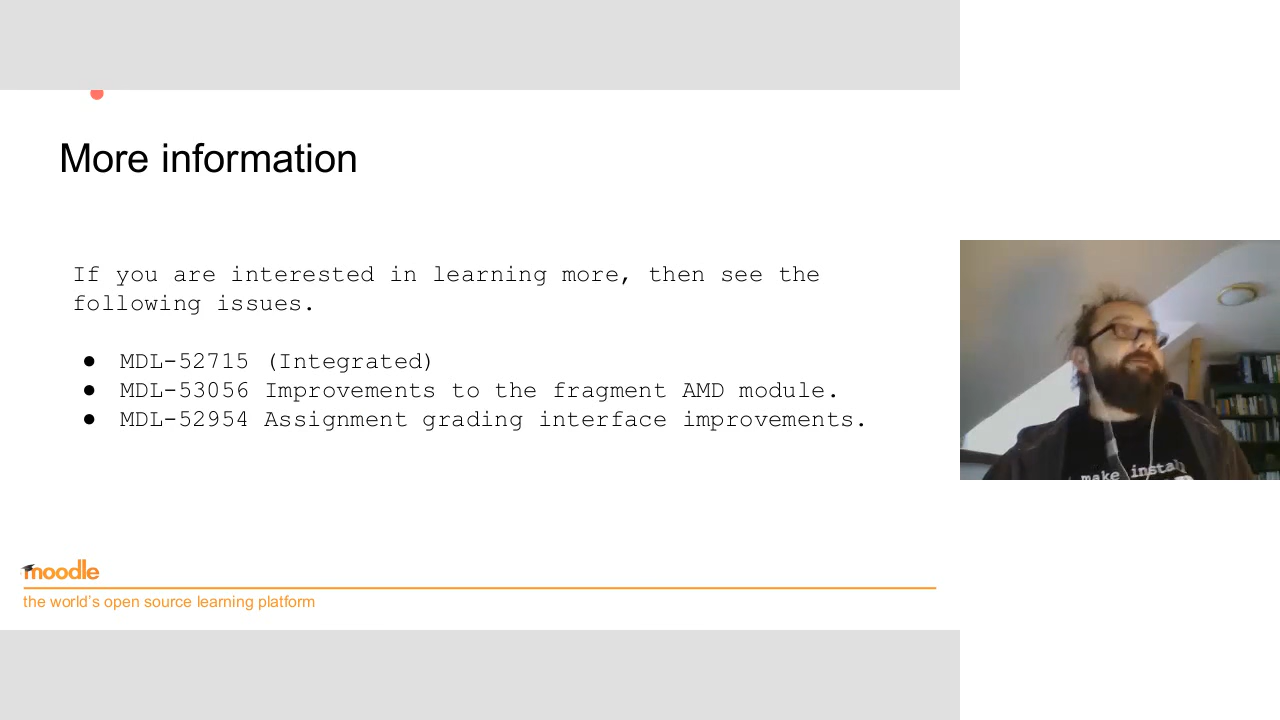 More information
If you are interested in learning more, then see the
following issues.
● MDL-52715 (Integrated)
● MDL-53056 Improvements to the fragment AMD module.
● MDL-52954 Assignment grading interface improvements.
make install
moodle
the world's open source learning platform